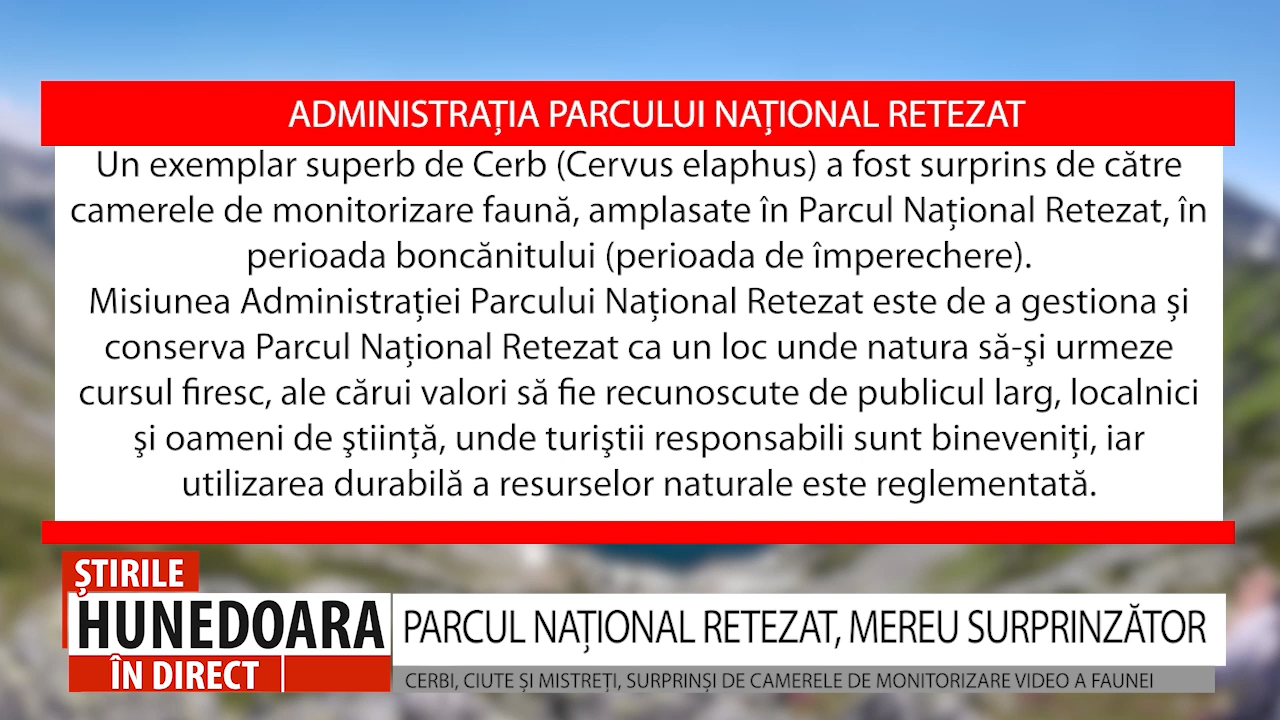 ADMINISTRAȚIA PARCULUI NAȚIONAL RETEZAT
Un exemplar superb de Cerb (Cervus elaphus) a fost surprins de către
camerele de monitorizare faună, amplasate în Parcul Național Retezat, în
perioada boncănitului (perioada de împerechere).
Misiunea Administrației Parcului Național Retezat este de a gestiona și
conserva Parcul Național Retezat ca un loc unde natura să-şi urmeze
cursul firesc, ale cărui valori să fie recunoscute de publicul larg, localnici
şi oameni de ştiință, unde turiştii responsabili sunt bineveniți, iar
utilizarea durabilă a resurselor naturale este reglementată.
ȘTIRILE
HUNEDOARA
ÎN DIRECT
PARCUL NAȚIONAL RETEZAT, MEREU SURPRINZĂTOR
CERBI, CIUTE ȘI MISTREȚI, SURPRINȘI DE CAMERELE DE MONITORIZARE VIDEO A FAUNEI